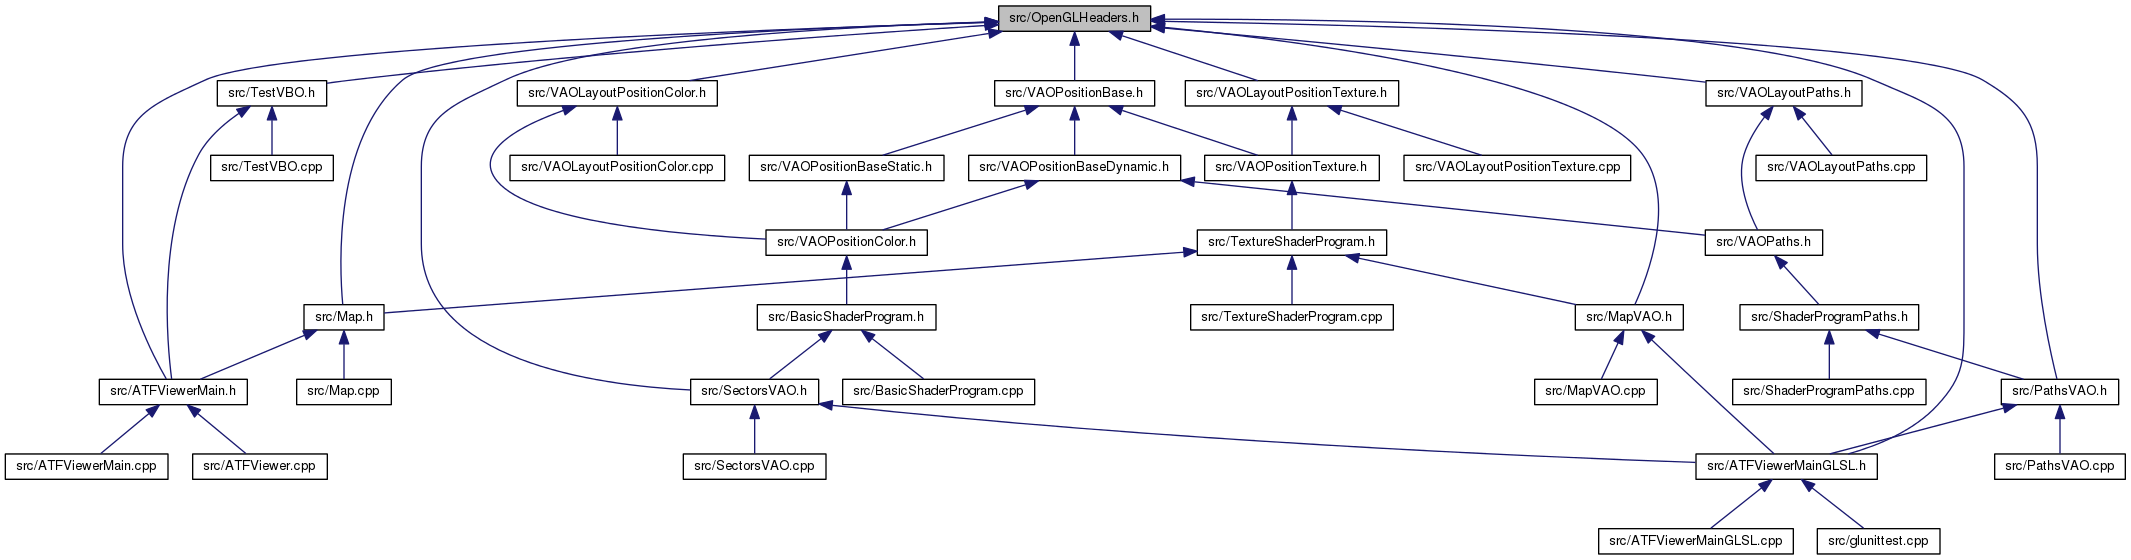 src/OpenGLHeaders.h
src/TestVBO.h
src/VAOLayoutPositionColor.h
src/VAOPositionBase.h
src/VAOLayoutPositionTexture.h
src/VAOLayoutPaths.h
src/TestVBO.cpp
src/VAOLayoutPositionColor.cpp
src/VAOPositionBaseStatic.h
src/VAOPositionBaseDynamic.h
src/VAOPositionTexture.h
src/VAOLayoutPositionTexture.cpp
src/VAOLayoutPaths.cpp
src/VAOPositionColor.h
src/TextureShaderProgram.h
src/VAOPaths.h
src/Map.h
src/BasicShaderProgram.h
src/TextureShaderProgram.cpp
src/MapVAO.h
src/ShaderProgramPaths.h
src/ATFViewerMain.h
src/Map.cpp
src/SectorsVAO.h
src/BasicShaderProgram.cpp
src/MapVAO.cpp
src/ShaderProgramPaths.cpp
src/PathsVAO.h
src/ATFViewerMain.cpp
src/ATFViewer.cpp
src/SectorsVAO.cpp
src/ATFViewerMainGLSL.h
src/PathsVAO.cpp
src/ATFViewerMainGLSL.cpp
src/glunittest.cpp